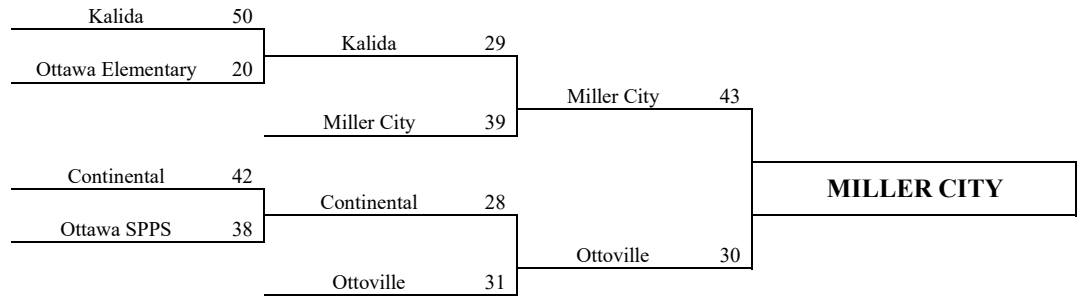 Kalida 50
Kalida 29
Ottawa Elementary 20
Miller City 43
Miller City 39
Continental 42
MILLER CITY
Continental 28
Ottawa SPPS 38
Ottoville 30
Ottoville 31